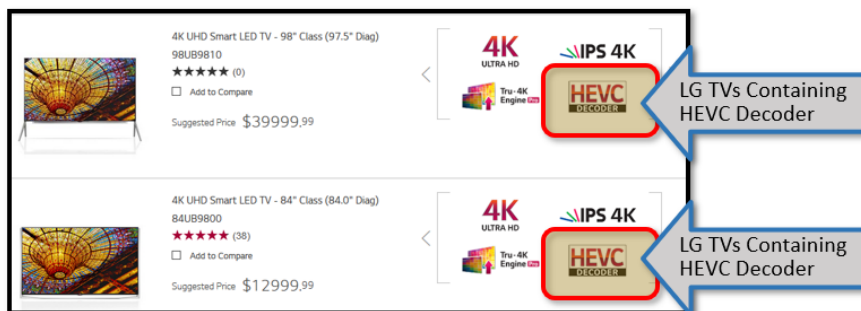 4K UHD Smart LED TV - 98" Class (97.5" Diag)
98UB9810
★★★★★ (0)
Add to Compare
Suggested Price $39999.99
4K
ULTRA HD
IPS 4K
Tru-4K
Engine Pro
HEVC
DECODER
LG TVs Containing
HEVC Decoder
4K UHD Smart LED TV - 84" Class (84.0" Diag)
84UB9800
★★★★★ (38)
Add to Compare
Suggested Price $12999.99
4K
ULTRA HD
IPS 4K
Tru-4K
Engine Pro
HEVC
DECODER
LG TVs Containing
HEVC Decoder